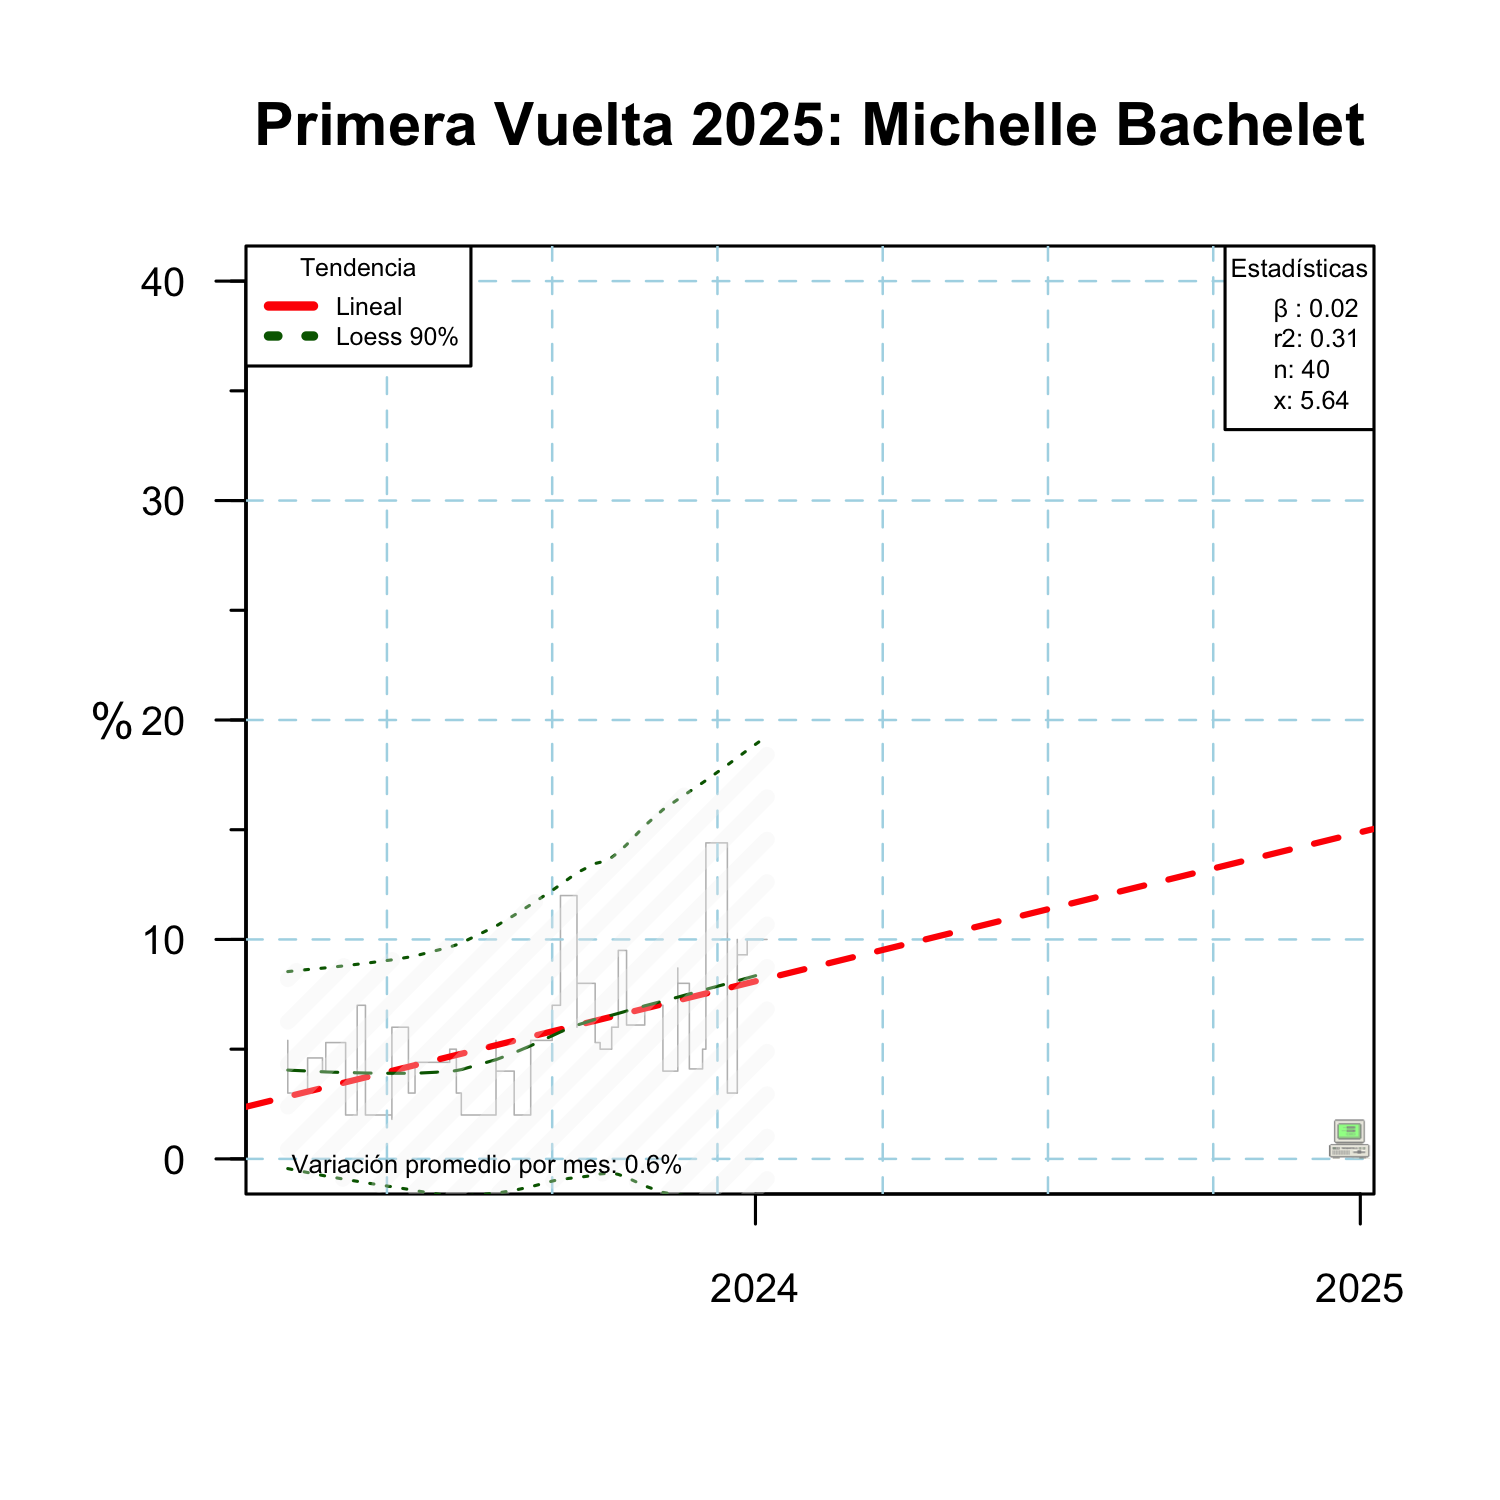 Primera Vuelta 2025: Michelle Bachelet
Tendencia
Lineal
Loess 90%
Estadísticas
β : 0.02
r2: 0.31
n: 40
x: 5.64
40
30
20
10
0
%
Variación promedio por mes: 0.6%
2024
2025